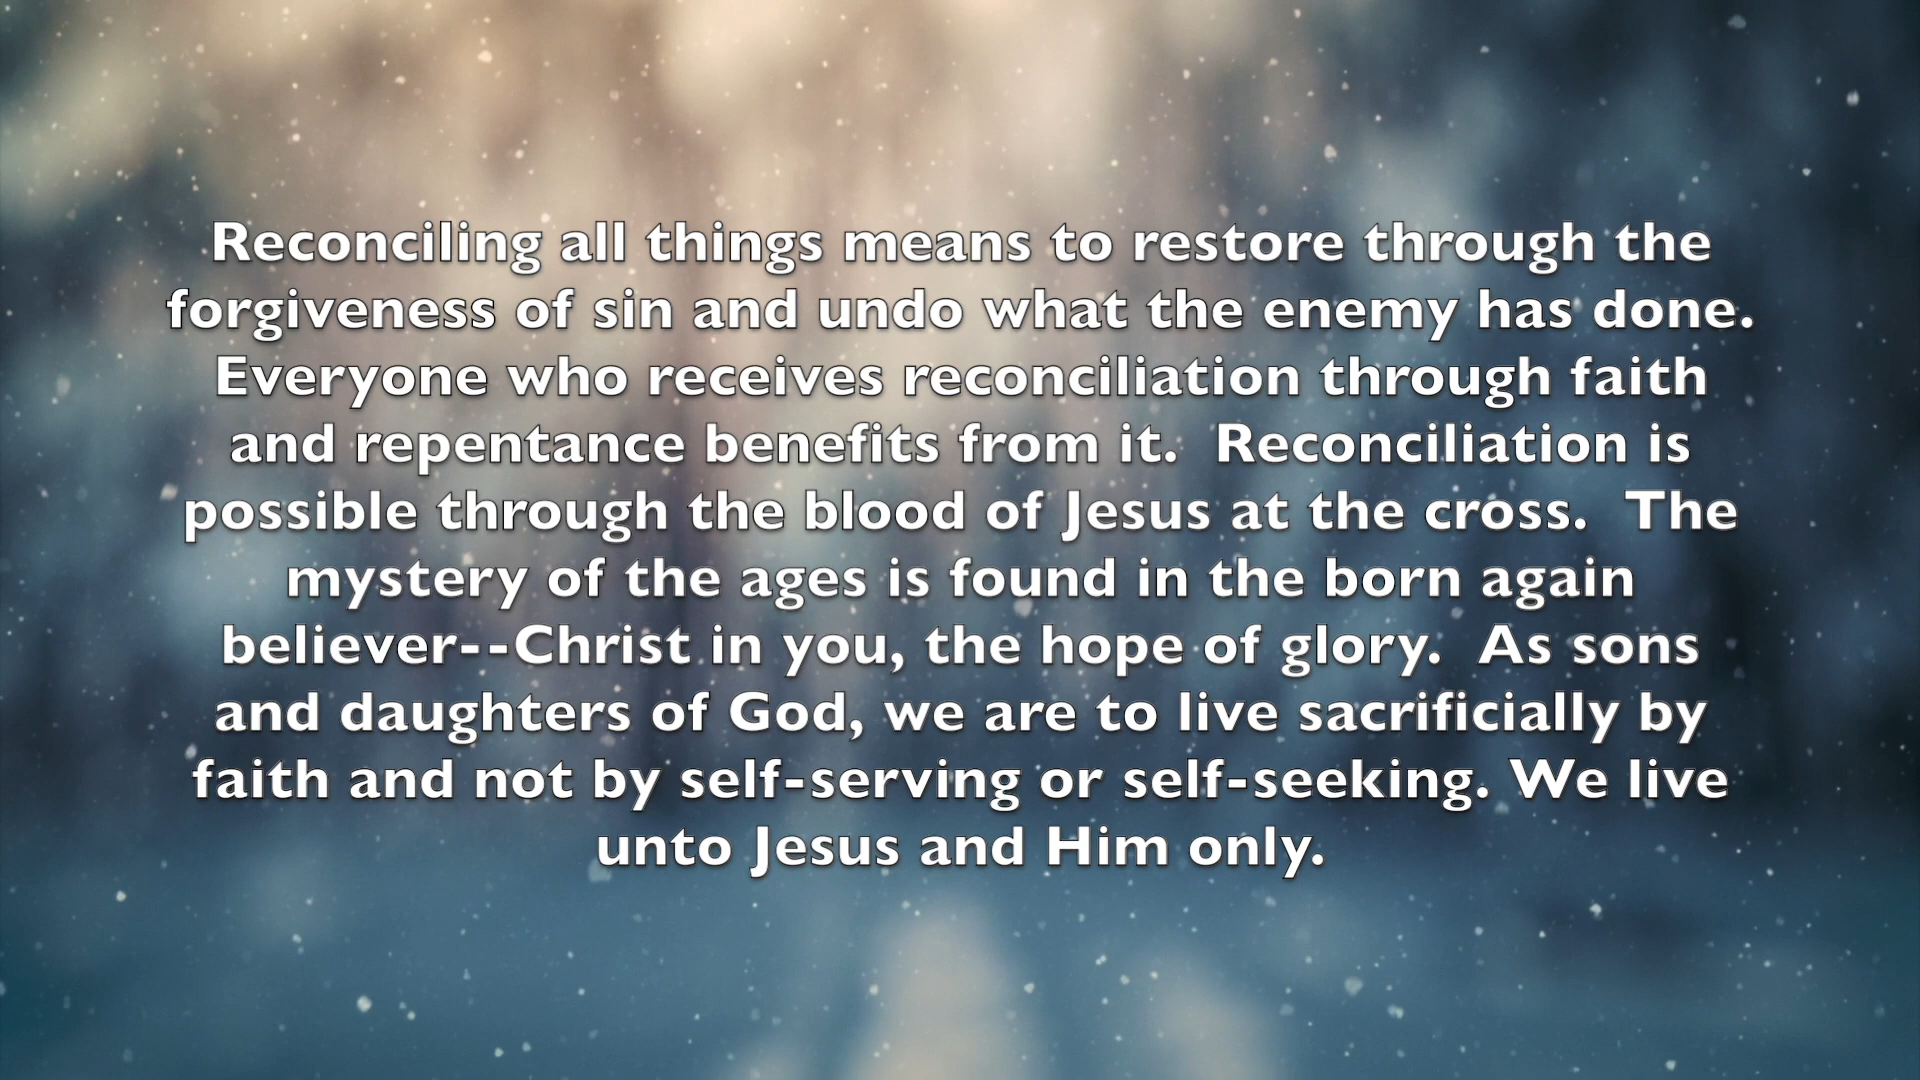 Reconciling all things means to restore through the
forgiveness of sin and undo what the enemy has done.
Everyone who receives reconciliation through faith
and repentance benefits from it.  Reconciliation is
possible through the blood of Jesus at the cross.  The
mystery of the ages is found in the born again
believer--Christ in you, the hope of glory.  As sons
and daughters of God, we are to live sacrificially by
faith and not by self-serving or self-seeking. We live
unto Jesus and Him only.